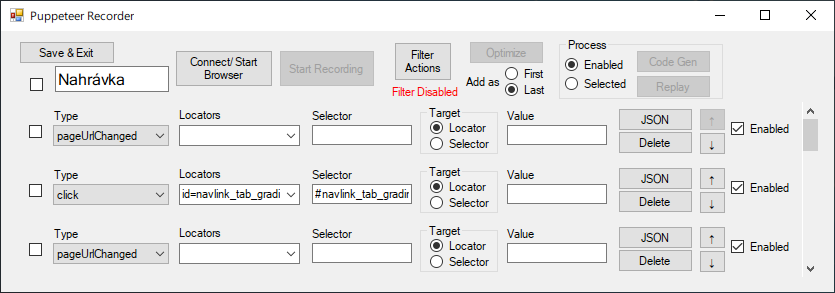 Puppeteer Recorder
Save & Exit
Nahrávka
Connect/ Start
Browser
Start Recording
Filter
Actions
Filter Disabled
Optimize
Add as
First
Last
Process
Enabled
Selected
Code Gen
Replay
Type
Locators
Selector
Target
Value
pageUrlChanged
Locator
Selector
JSON
Delete
↑
↓
Enabled
Type
Locators
Selector
Target
Value
click
id=navlink_tab_gradi
#navlink_tab_gradin
Locator
Selector
JSON
Delete
↑
↓
Enabled
Type
Locators
Selector
Target
Value
pageUrlChanged
Locator
Selector
JSON
Delete
↑
↓
Enabled